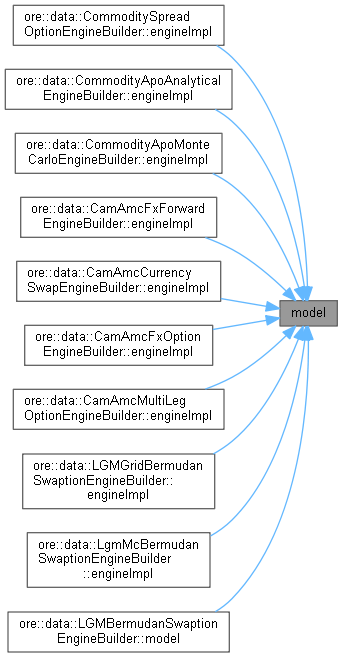 ore::data::CommoditySpread
OptionEngineBuilder::engineImpl
ore::data::CommodityApoAnalytical
EngineBuilder::engineImpl
ore::data::CommodityApoMonte
CarloEngineBuilder::engineImpl
ore::data::CamAmcFxForward
EngineBuilder::engineImpl
ore::data::CamAmcCurrency
SwapEngineBuilder::engineImpl
model
ore::data::CamAmcFxOption
EngineBuilder::engineImpl
ore::data::CamAmcMultiLeg
OptionEngineBuilder::engineImpl
ore::data::LGMGridBermudan
SwaptionEngineBuilder::
engineImpl
ore::data::LgmMcBermudan
SwaptionEngineBuilder
::engineImpl
ore::data::LGMBermudanSwaption
EngineBuilder::model